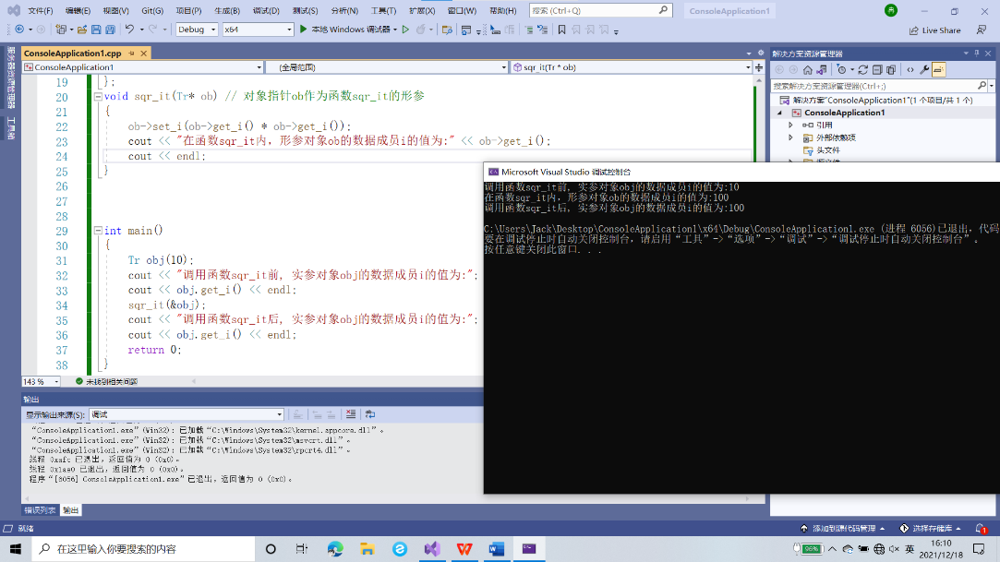 文件(F) 编辑(E) 视图(V) Git(G) 项目(P) 生成(B) 调试(D) 测试(S) 分析(N) 工具(T) 扩展(X) 窗口(W) 帮助(H) 搜索 (Ctrl+Q) ConsoleApplication1
Debug x64 本地 Windows 调试器 Live Share
ConsoleApplication1.cpp
ConsoleApplication1 (全局范围) sqr_it(Tr * ob)
19 };
20 void sqr_it(Tr* ob) // 对象指针ob作为函数sqr_it的形参
21 {
22 ob->set_i(ob->get_i() * ob->get_i());
23 cout << "在函数sqr_it内，形参对象ob的数据成员i的值为:" << ob->get_i();
24 cout << endl;
25 }
26
27
28
29 int main()
30 {
31 Tr obj(10);
32 cout << "调用函数sqr_it前, 实参对象obj的数据成员i的值为:";
33 cout << obj.get_i() << endl;
34 sqr_it(&obj);
35 cout << "调用函数sqr_it后, 实参对象obj的数据成员i的值为:";
36 cout << obj.get_i() << endl;
37 return 0;
38 }
143 % 未找到相关问题
输出
显示输出来源(S): 调试
“ConsoleApplication1.exe”(Win32): 已加载“C:\Windows\System32\kernel.appcore.dll”。
“ConsoleApplication1.exe”(Win32): 已加载“C:\Windows\System32\msvcrt.dll”。
“ConsoleApplication1.exe”(Win32): 已加载“C:\Windows\System32\rpcrt4.dll”。
线程 0xafc 已退出，返回值为 0 (0x0)。
线程 0x1ae0 已退出，返回值为 0 (0x0)。
程序“[6056] ConsoleApplication1.exe”已退出，返回值为 0 (0x0)。
错误列表 输出
解决方案资源管理器
搜索解决方案资源管理器(Ctrl+;)
解决方案"ConsoleApplication1"(1 个项目/共 1 个)
ConsoleApplication1
引用
外部依赖项
头文件
Microsoft Visual Studio 调试控制台
调用函数sqr_it前, 实参对象obj的数据成员i的值为:10
在函数sqr_it内，形参对象ob的数据成员i的值为:100
调用函数sqr_it后, 实参对象obj的数据成员i的值为:100
C:\Users\Jack\Desktop\ConsoleApplication1\x64\Debug\ConsoleApplication1.exe (进程 6056)已退出，代码
要在调试停止时自动关闭控制台，请启用“工具”->“选项”->“调试”->“调试停止时自动关闭控制台”。
按任意键关闭此窗口. . .
就绪 添加到源代码管理 选择存储库 1
在这里输入你要搜索的内容 96% 英 16:10
2021/12/18